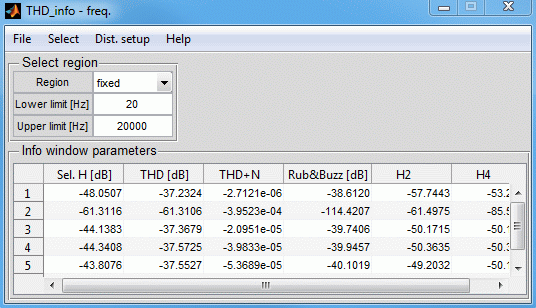 THD_info - freq.
File Select Dist. setup Help
Select region
Region fixed
Lower limit [Hz] 20
Upper limit [Hz] 20000
Info window parameters
Sel. H [dB] THD [dB] THD+N Rub&Buzz [dB] H2 H4
1 -48.0507 -37.2324 -2.7121e-06 -38.6120 -57.7443 -53.2
2 -61.3116 -61.3106 -3.9523e-04 -114.4207 -61.4975 -85.5
3 -44.1383 -37.3679 -2.0951e-05 -39.7406 -50.1715 -50.1
4 -44.3408 -37.5725 -3.9833e-05 -39.9457 -50.3635 -50.3
5 -43.8076 -37.5527 -5.3689e-05 -40.1019 -49.2032 -50.1